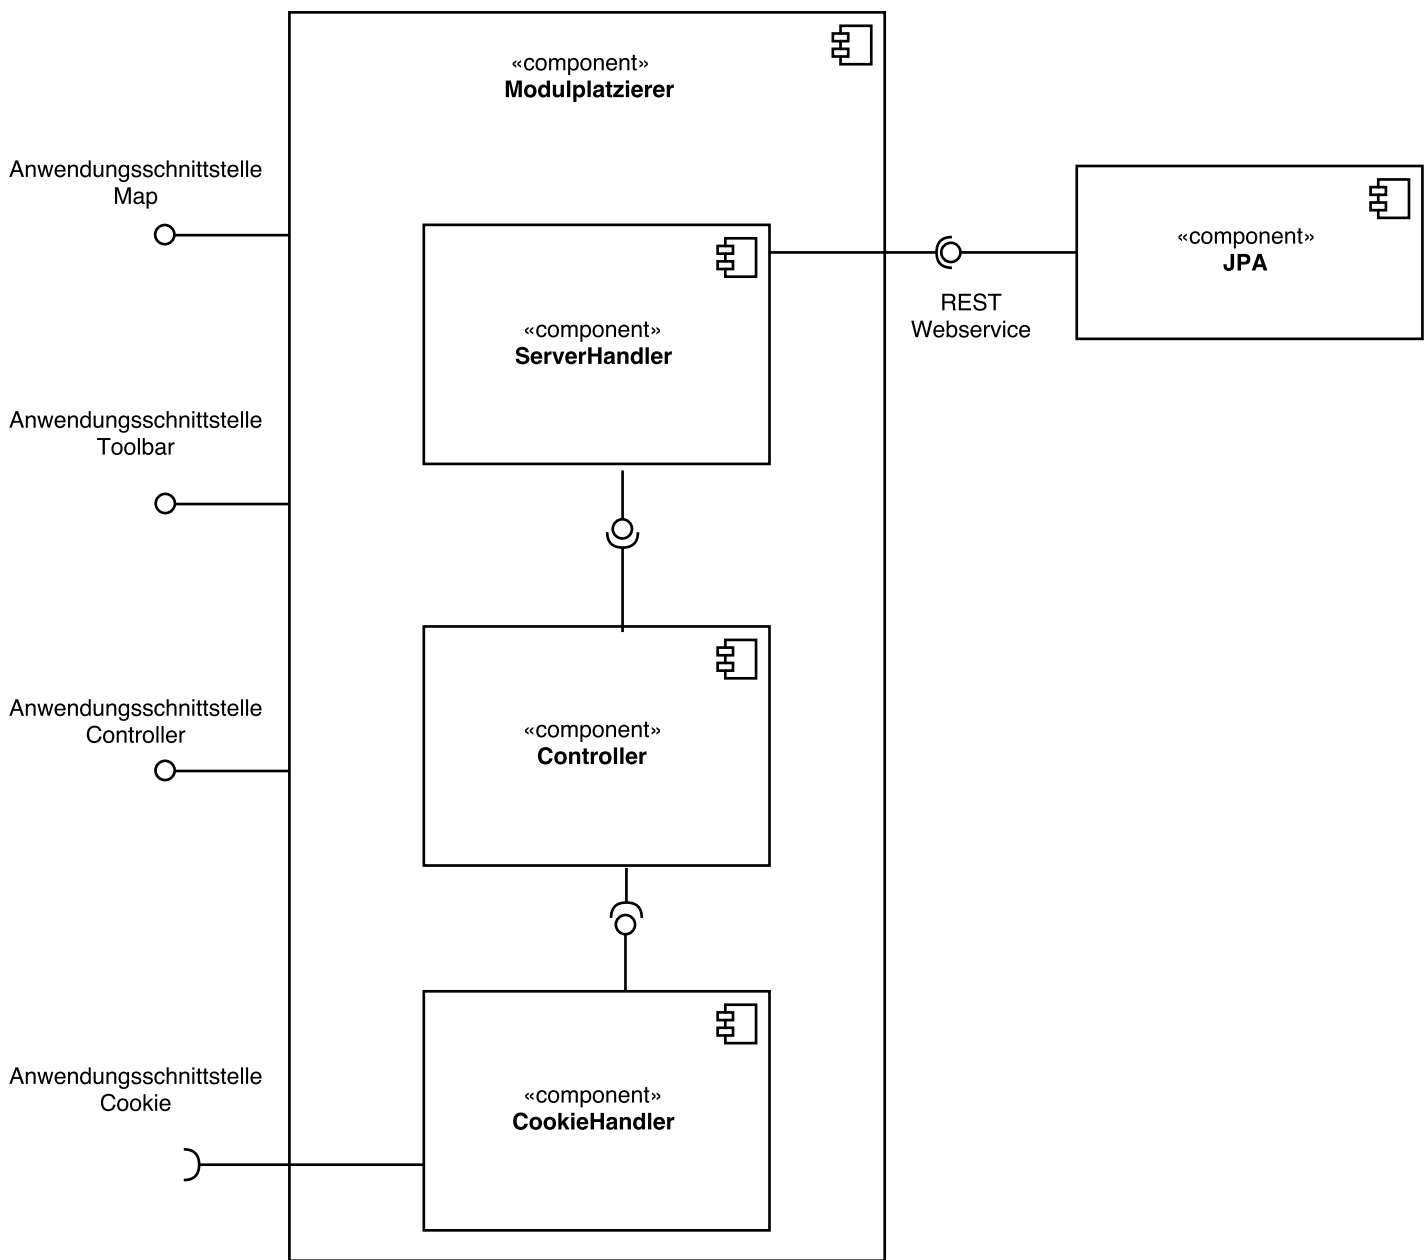 «component»
Modulplatzierer
Anwendungsschnittstelle
Map
«component»
JPA
REST
Webservice
«component»
ServerHandler
Anwendungsschnittstelle
Toolbar
Anwendungsschnittstelle
Controller
«component»
Controller
Anwendungsschnittstelle
Cookie
«component»
CookieHandler